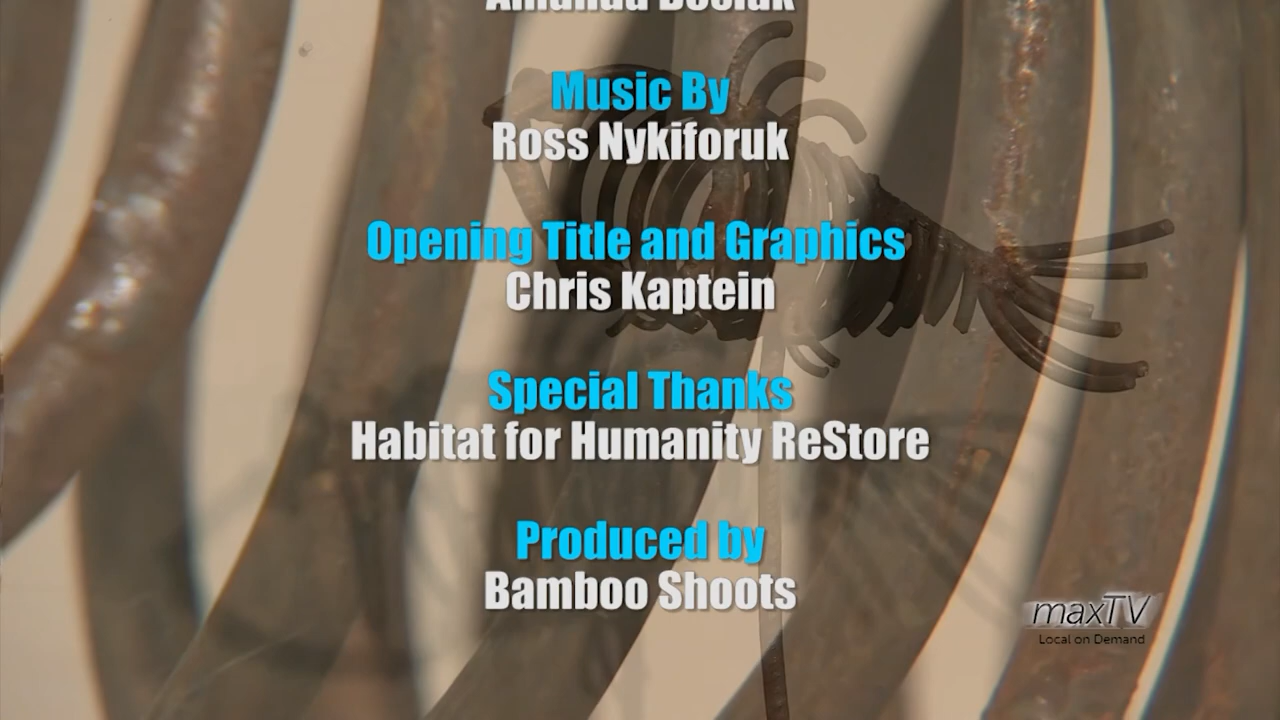 Music By
Ross Nykiforuk
Opening Title and Graphics
Chris Kaptein
Special Thanks
Habitat for Humanity ReStore
Produced by
Bamboo Shoots
maxTV
Local on Demand